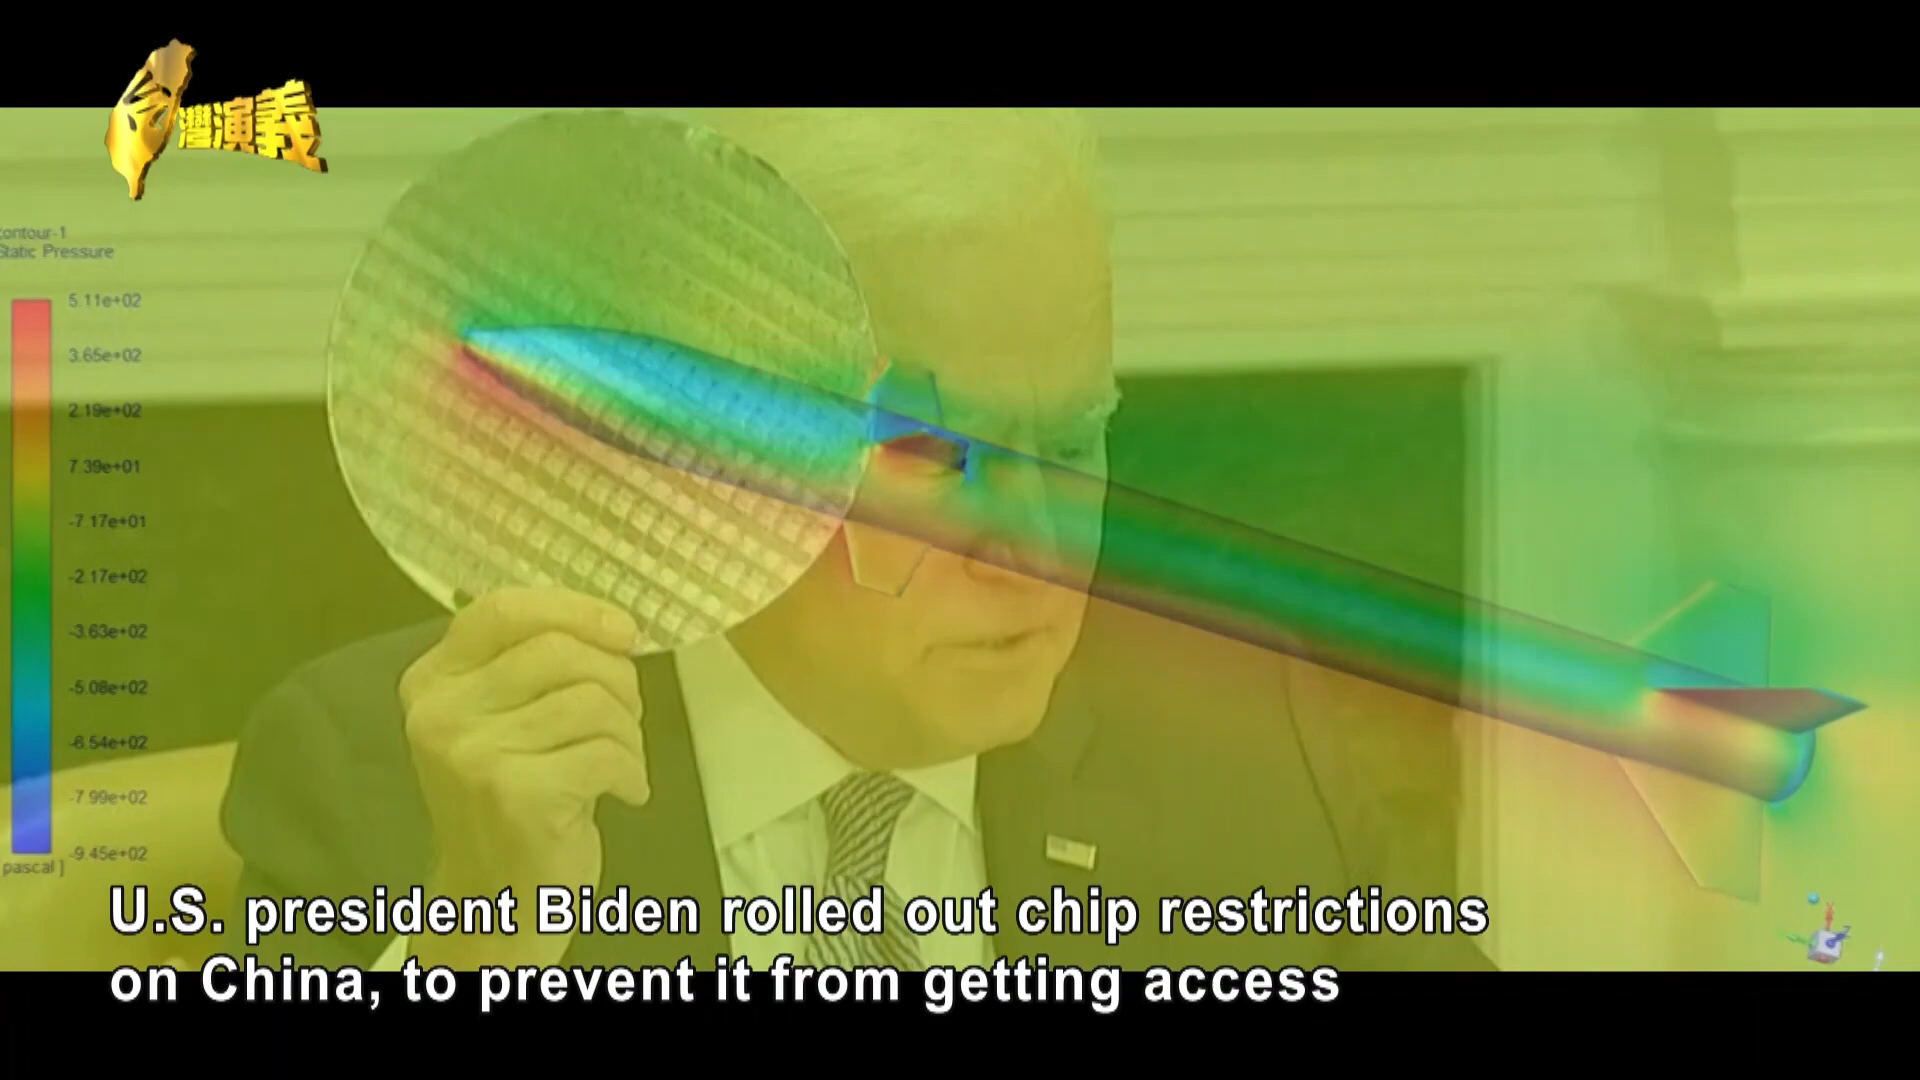 台灣演義
contour-1
Static Pressure
5.11e+02
3.65e+02
2.19e+02
7.39e+01
-7.17e+01
-2.17e+02
-3.63e+02
-5.08e+02
-6.54e+02
-7.99e+02
-9.45e+02
pascal ]
U.S. president Biden rolled out chip restrictions
on China, to prevent it from getting access